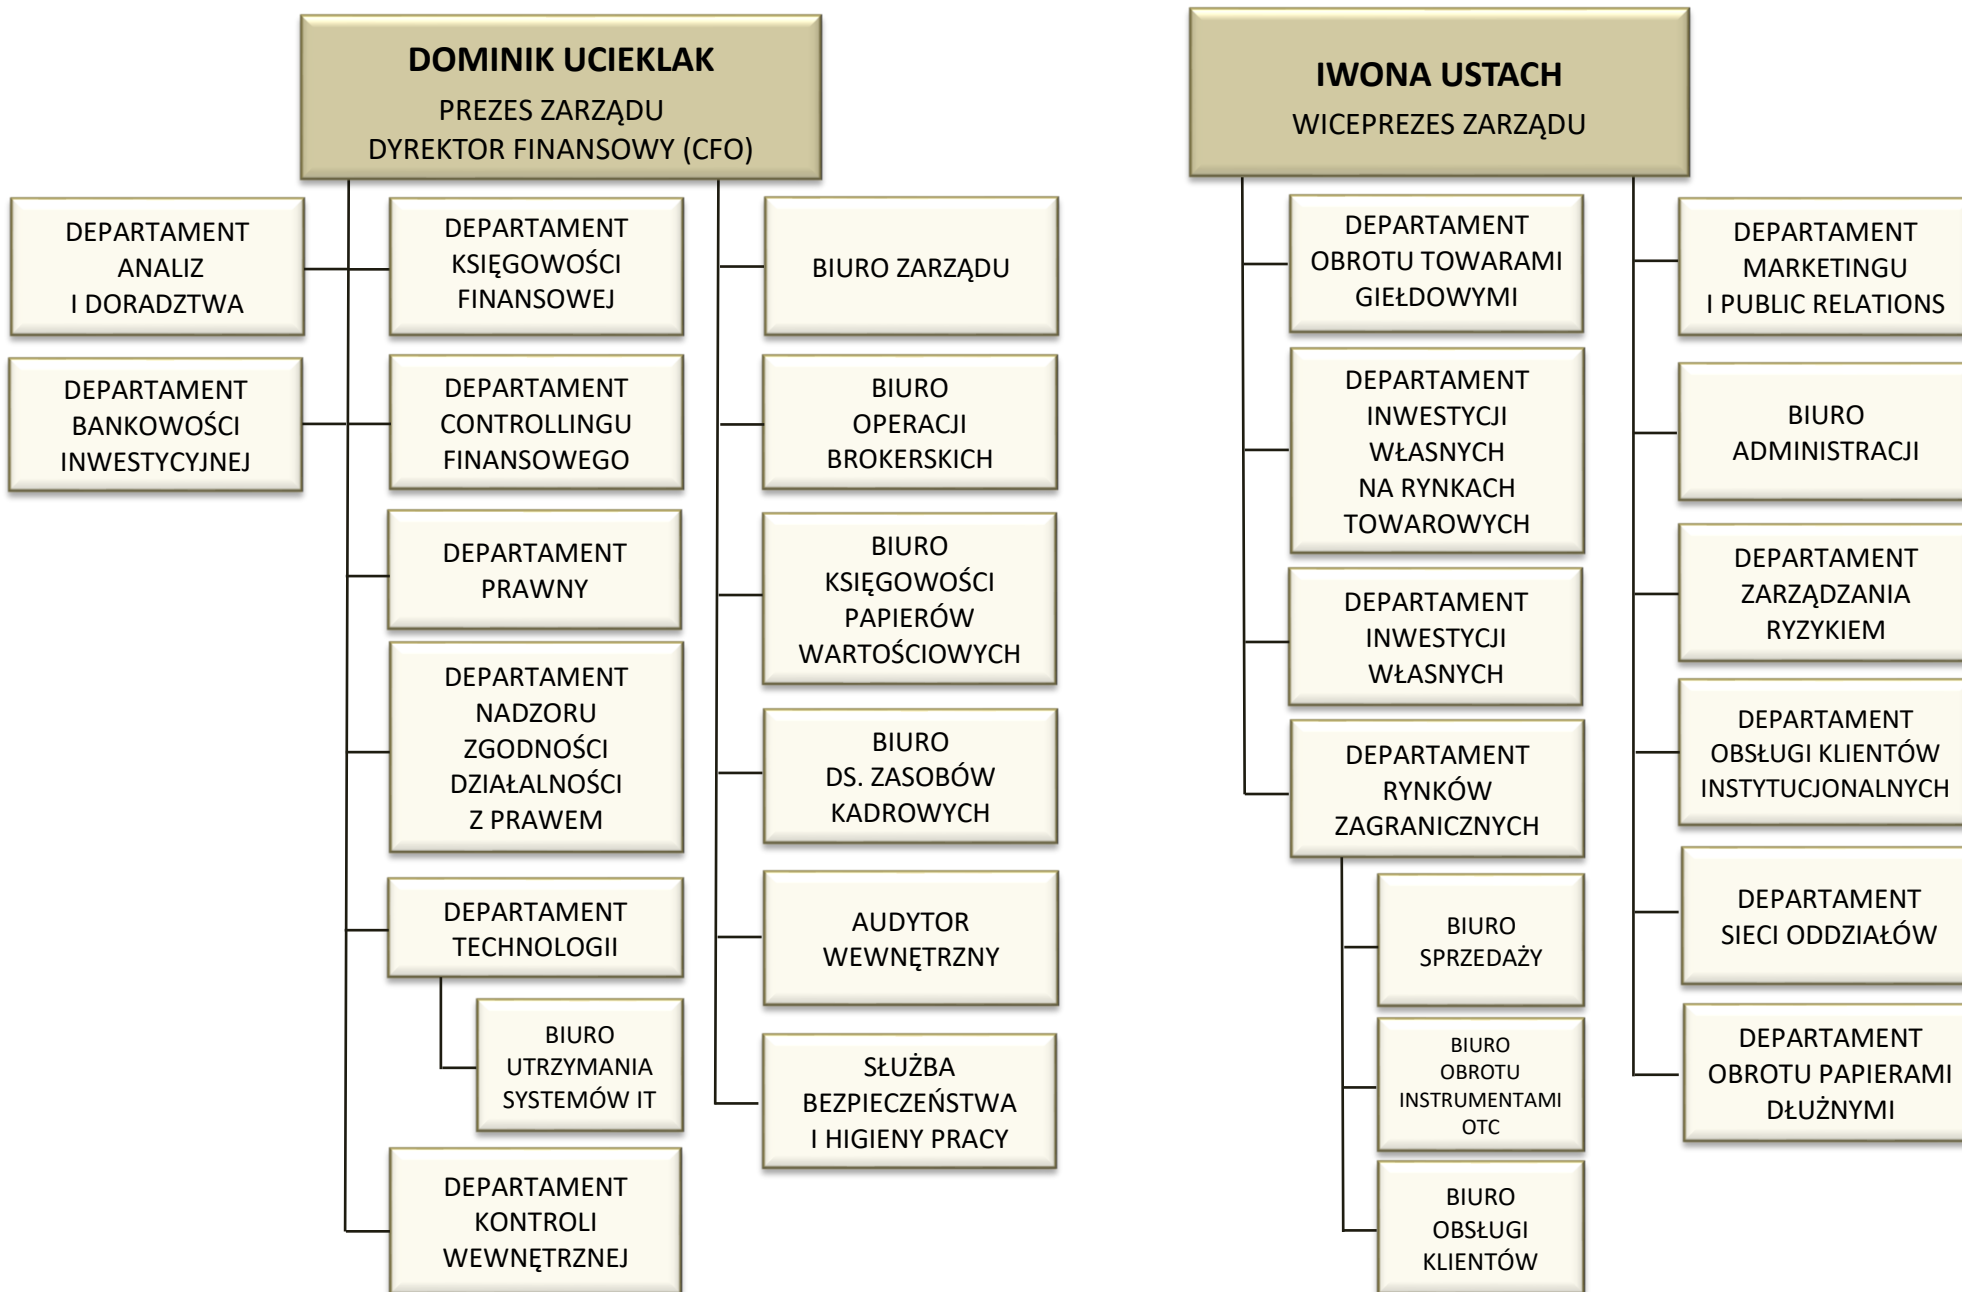 DOMINIK UCIEKLAK
PREZES ZARZĄDU
DYREKTOR FINANSOWY (CFO)
DEPARTAMENT
ANALIZ
I DORADZTWA
DEPARTAMENT
BANKOWOŚCI
INWESTYCYJNEJ
DEPARTAMENT
KSIĘGOWOŚCI
FINANSOWEJ
DEPARTAMENT
CONTROLLINGU
FINANSOWEGO
DEPARTAMENT
PRAWNY
DEPARTAMENT
NADZORU
ZGODNOŚCI
DZIAŁALNOŚCI
Z PRAWEM
DEPARTAMENT
TECHNOLOGII
BIURO
UTRZYMANIA
SYSTEMÓW IT
DEPARTAMENT
KONTROLI
WEWNĘTRZNEJ
BIURO ZARZĄDU
BIURO
OPERACJI
BROKERSKICH
BIURO
KSIĘGOWOŚCI
PAPIERÓW
WARTOŚCIOWYCH
BIURO
DS. ZASOBÓW
KADROWYCH
AUDYTOR
WEWNĘTRZNY
SŁUŻBA
BEZPIECZEŃSTWA
I HIGIENY PRACY
IWONA USTACH
WICEPREZES ZARZĄDU
DEPARTAMENT
OBROTU TOWARAMI
GIEŁDOWYMI
DEPARTAMENT
INWESTYCJI
WŁASNYCH
NA RYNKACH
TOWAROWYCH
DEPARTAMENT
INWESTYCJI
WŁASNYCH
DEPARTAMENT
RYNKÓW
ZAGRANICZNYCH
BIURO
SPRZEDAŻY
BIURO
OBROTU
INSTRUMENTAMI
OTC
BIURO
OBSŁUGI
KLIENTÓW
DEPARTAMENT
MARKETINGU
I PUBLIC RELATIONS
BIURO
ADMINISTRACJI
DEPARTAMENT
ZARZĄDZANIA
RYZYKIEM
DEPARTAMENT
OBSŁUGI KLIENTÓW
INSTYTUCJONALNYCH
DEPARTAMENT
SIECI ODDZIAŁÓW
DEPARTAMENT
OBROTU PAPIERAMI
DŁUŻNYMI